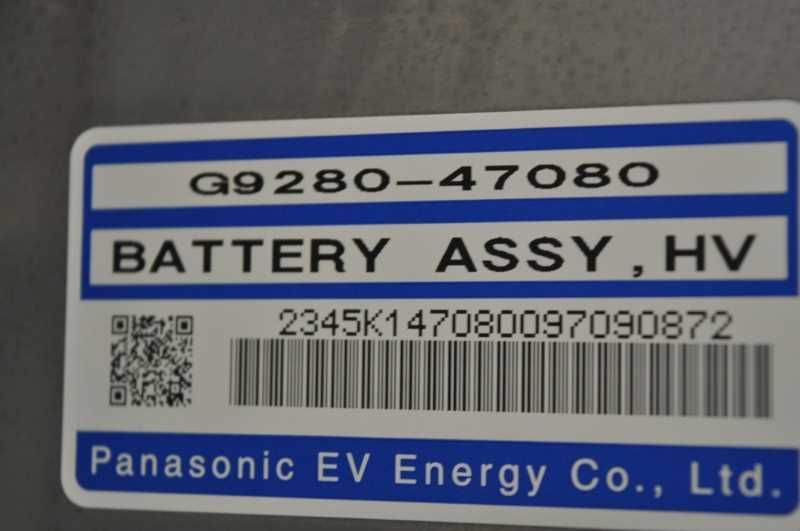 G9280-47080
BATTERY ASSY,HV
2345K147080097090872
Panasonic EV Energy Co., Ltd.